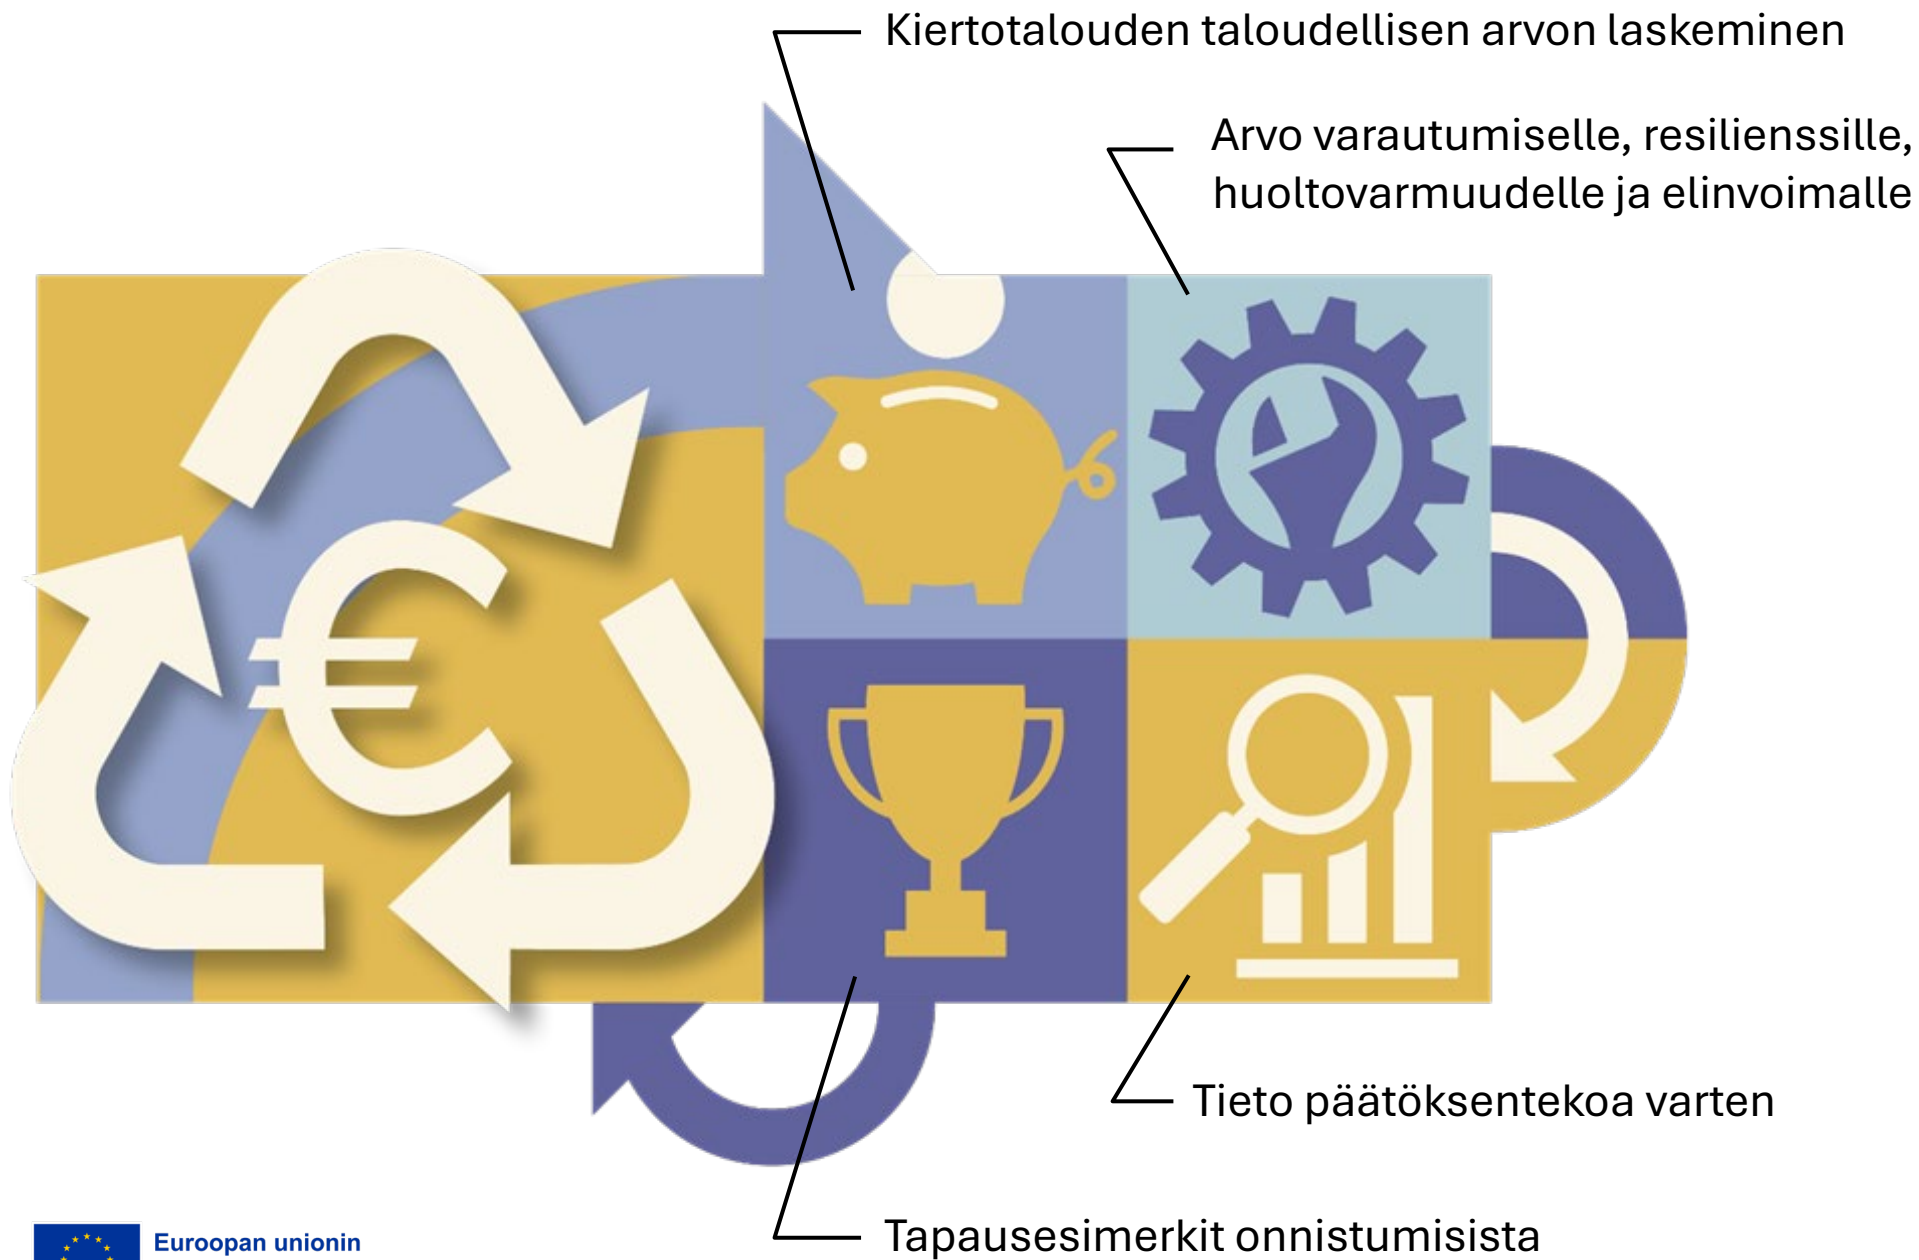 Kiertotalouden taloudellisen arvon laskeminen
Arvo varautumiselle, resilienssille,
huoltovarmuudelle ja elinvoimalle
€
Tieto päätöksentekoa varten
Tapausesimerkit onnistumisista
Euroopan unionin